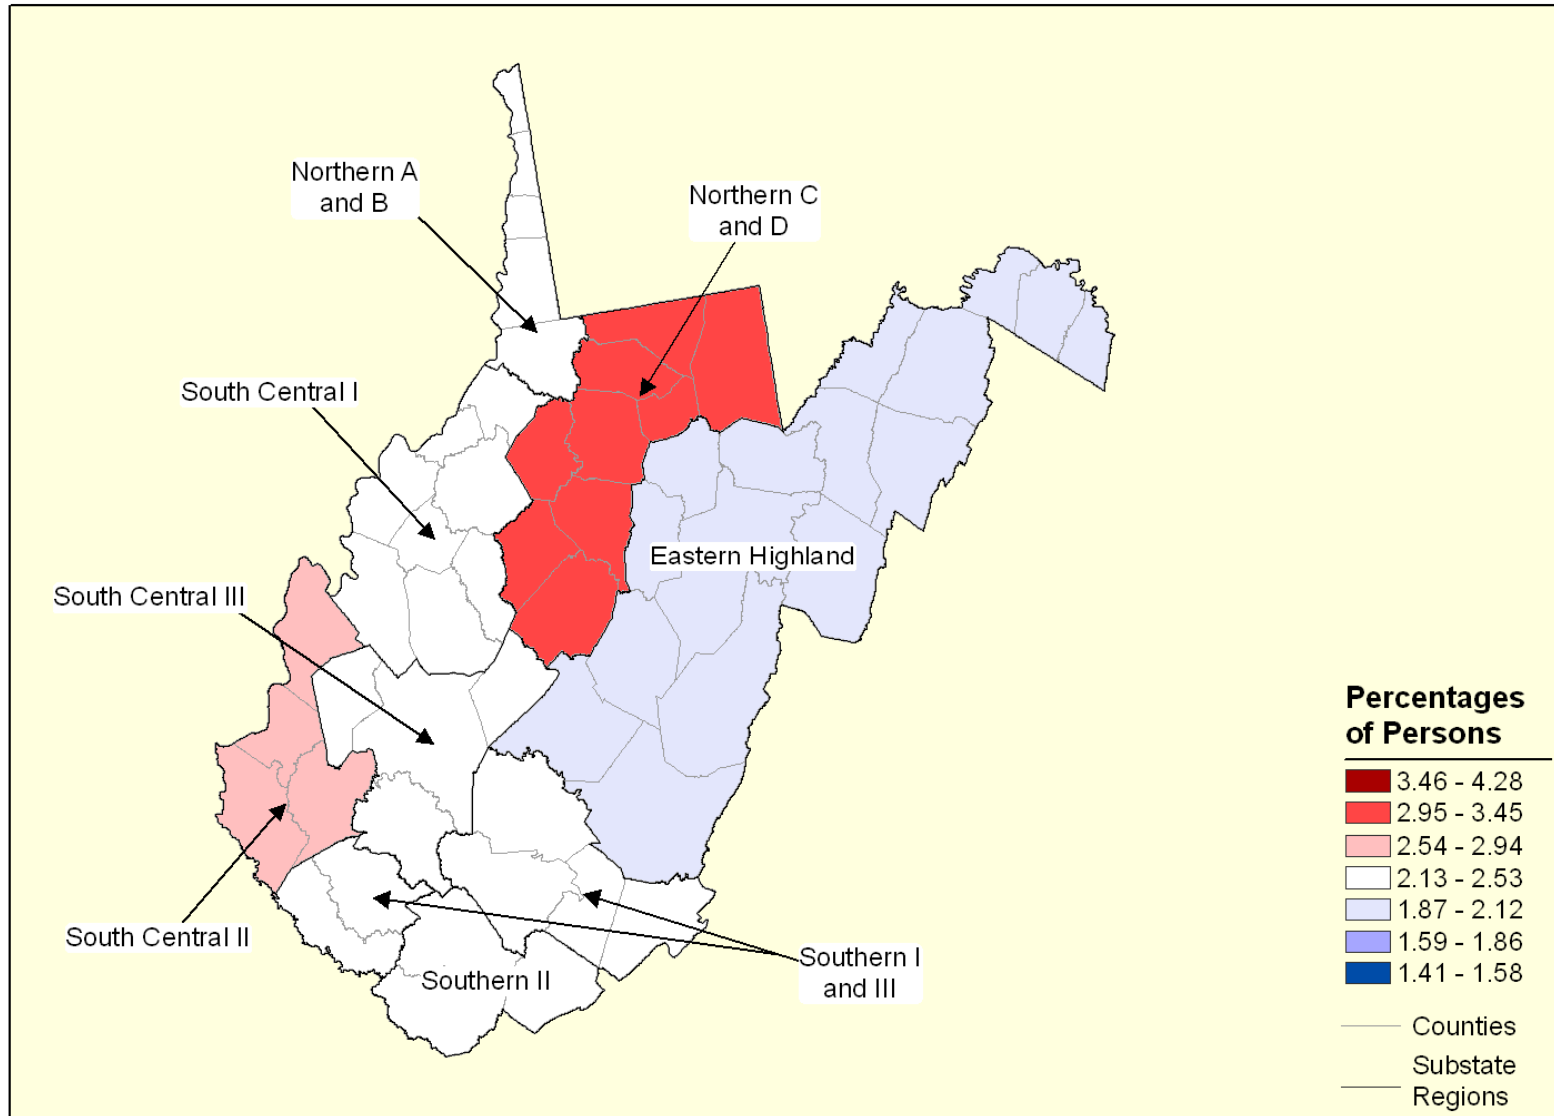 Northern A
and B
Northern C
and D
South Central I
Eastern Highland
South Central III
South Central II
Southern II
Southern I
and III
Percentages
of Persons
3.46 - 4.28
2.95 - 3.45
2.54 - 2.94
2.13 - 2.53
1.87 - 2.12
1.59 - 1.86
1.41 - 1.58
Counties
Substate
Regions